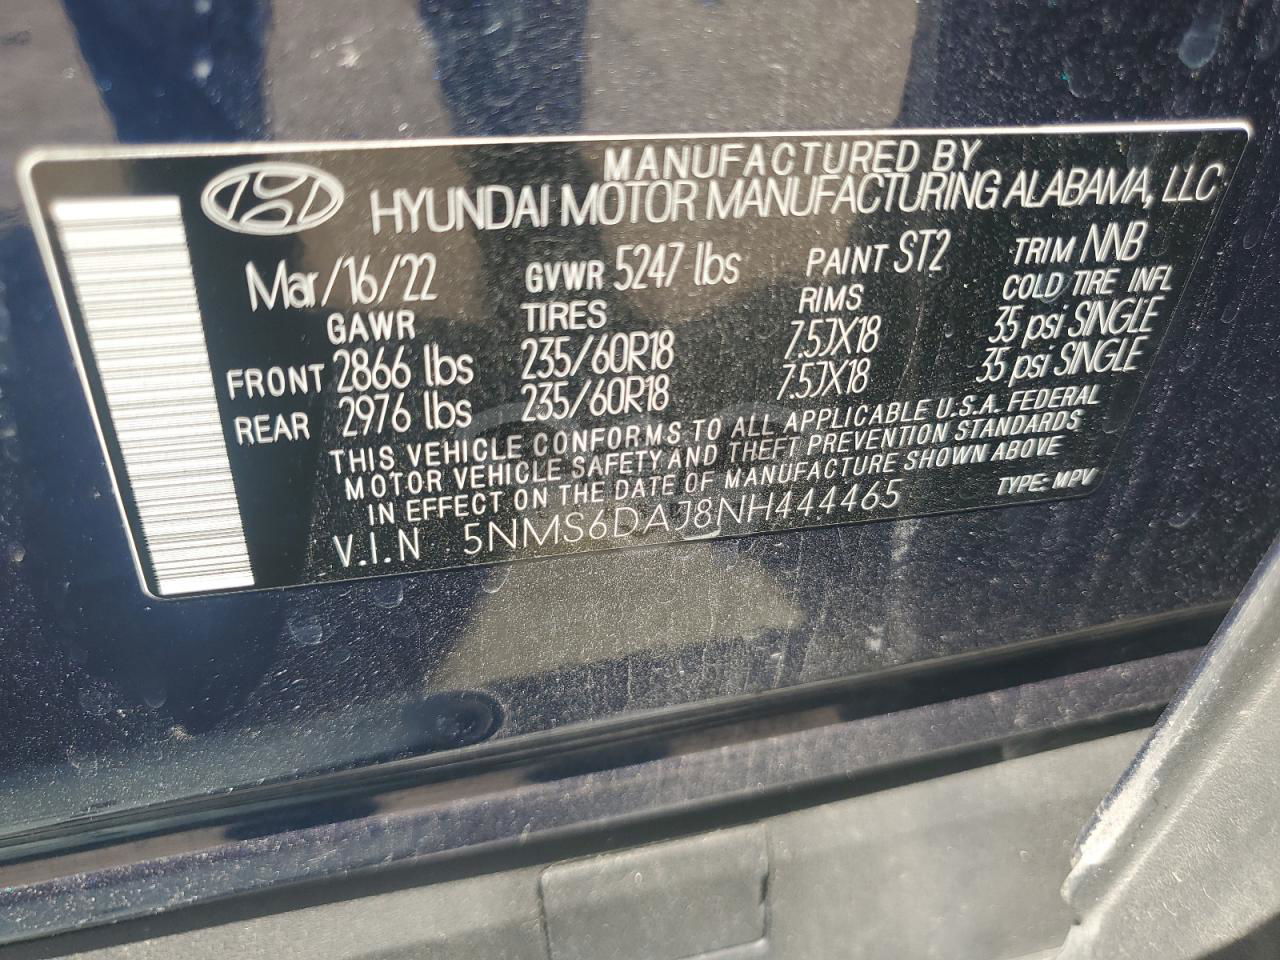 MANUFACTURED BY
HYUNDAI MOTOR MANUFACTURING ALABAMA, LLC
Mar/16/22 GVWR 5247 lbs PAINT ST2 TRIM NNB
GAWR TIRES RIMS COLD TIRE INFL
FRONT 2866 lbs 235/60R18 7.5JX18 35 psi SINGLE
REAR 2976 lbs 235/60R18 7.5JX18 35 psi SINGLE
THIS VEHICLE CONFORMS TO ALL APPLICABLE U.S.A. FEDERAL
MOTOR VEHICLE SAFETY AND THEFT PREVENTION STANDARDS
IN EFFECT ON THE DATE OF MANUFACTURE SHOWN ABOVE
V.I.N 5NMS6DAJ8NH444465 TYPE: MPV